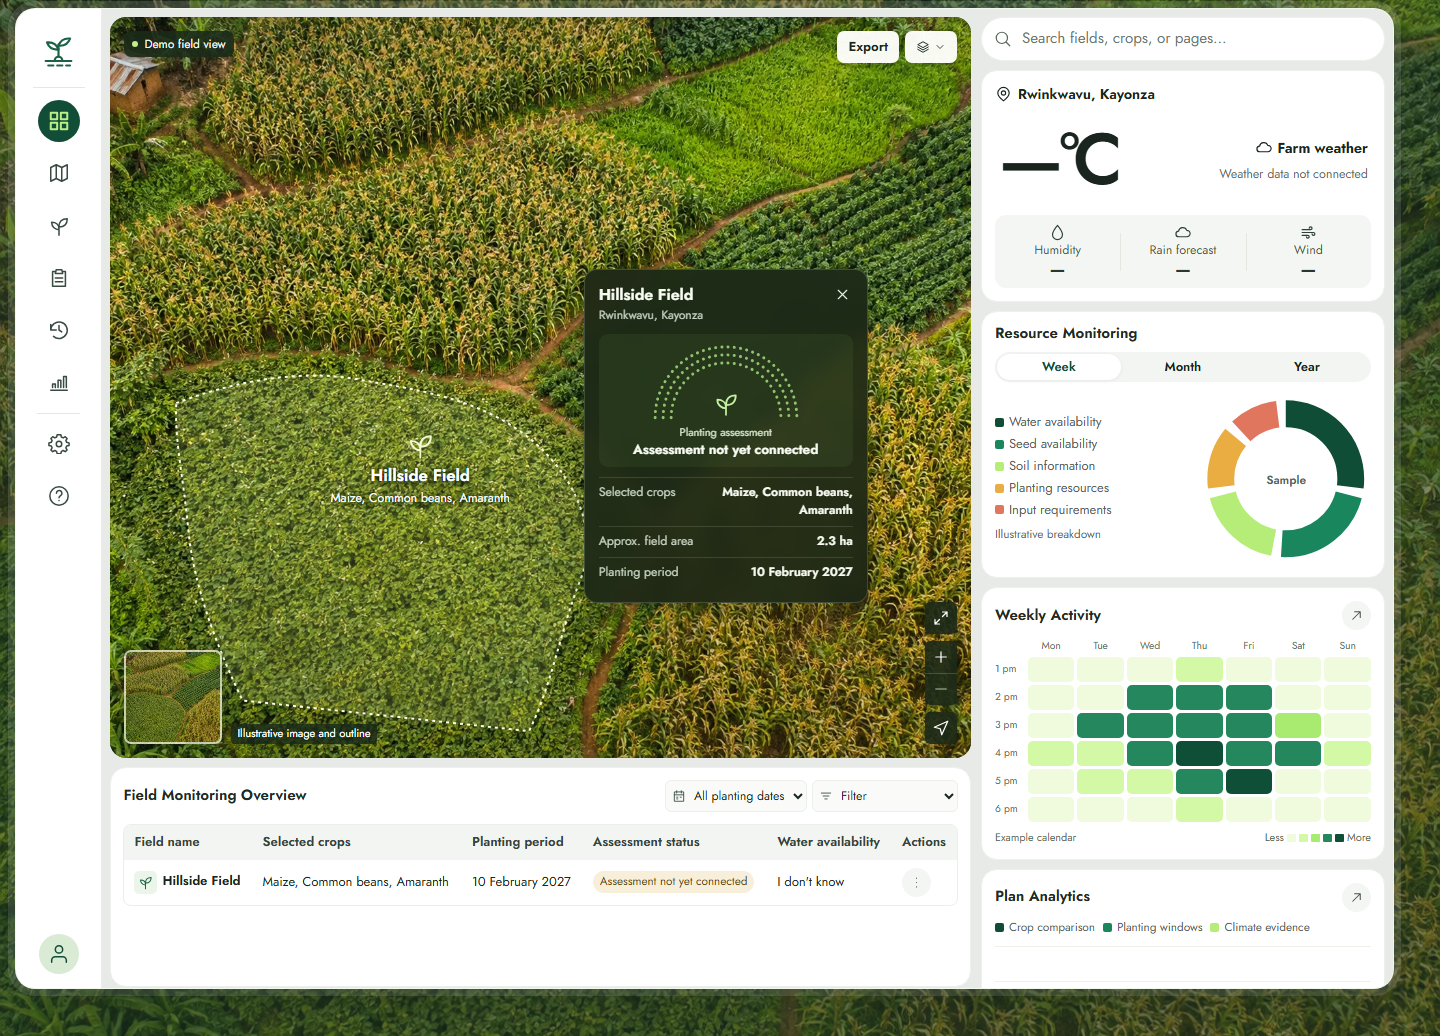 Demo field view
Export
Hillside Field
Maize, Common beans, Amaranth
Illustrative image and outline
Hillside Field
Rwinkwavu, Kayonza
Planting assessment
Assessment not yet connected
Selected crops Maize, Common beans,
Amaranth
Approx. field area 2.3 ha
Planting period 10 February 2027
Field Monitoring Overview
All planting dates Filter
Field name Selected crops Planting period Assessment status Water availability Actions
Hillside Field Maize, Common beans, Amaranth 10 February 2027 Assessment not yet connected I don't know
Search fields, crops, or pages...
Rwinkwavu, Kayonza
—°C
Farm weather
Weather data not connected
Humidity Rain forecast Wind
— — —
Resource Monitoring
Week Month Year
Water availability
Seed availability
Soil information
Planting resources
Input requirements
Illustrative breakdown
Sample
Weekly Activity
Mon Tue Wed Thu Fri Sat Sun
1 pm
2 pm
3 pm
4 pm
5 pm
6 pm
Example calendar Less More
Plan Analytics
Crop comparison Planting windows Climate evidence